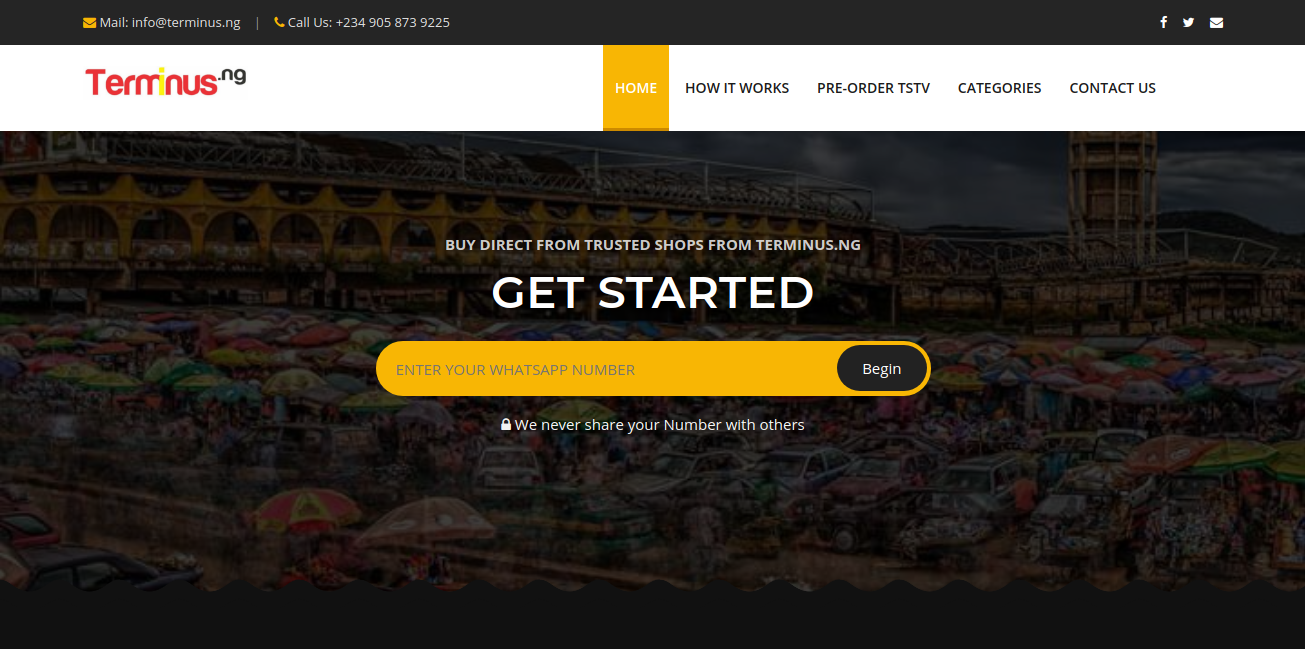 Mail: info@terminus.ng | Call Us: +234 905 873 9225
Terminus.ng
HOME HOW IT WORKS PRE-ORDER TSTV CATEGORIES CONTACT US
BUY DIRECT FROM TRUSTED SHOPS FROM TERMINUS.NG
GET STARTED
ENTER YOUR WHATSAPP NUMBER Begin
We never share your Number with others